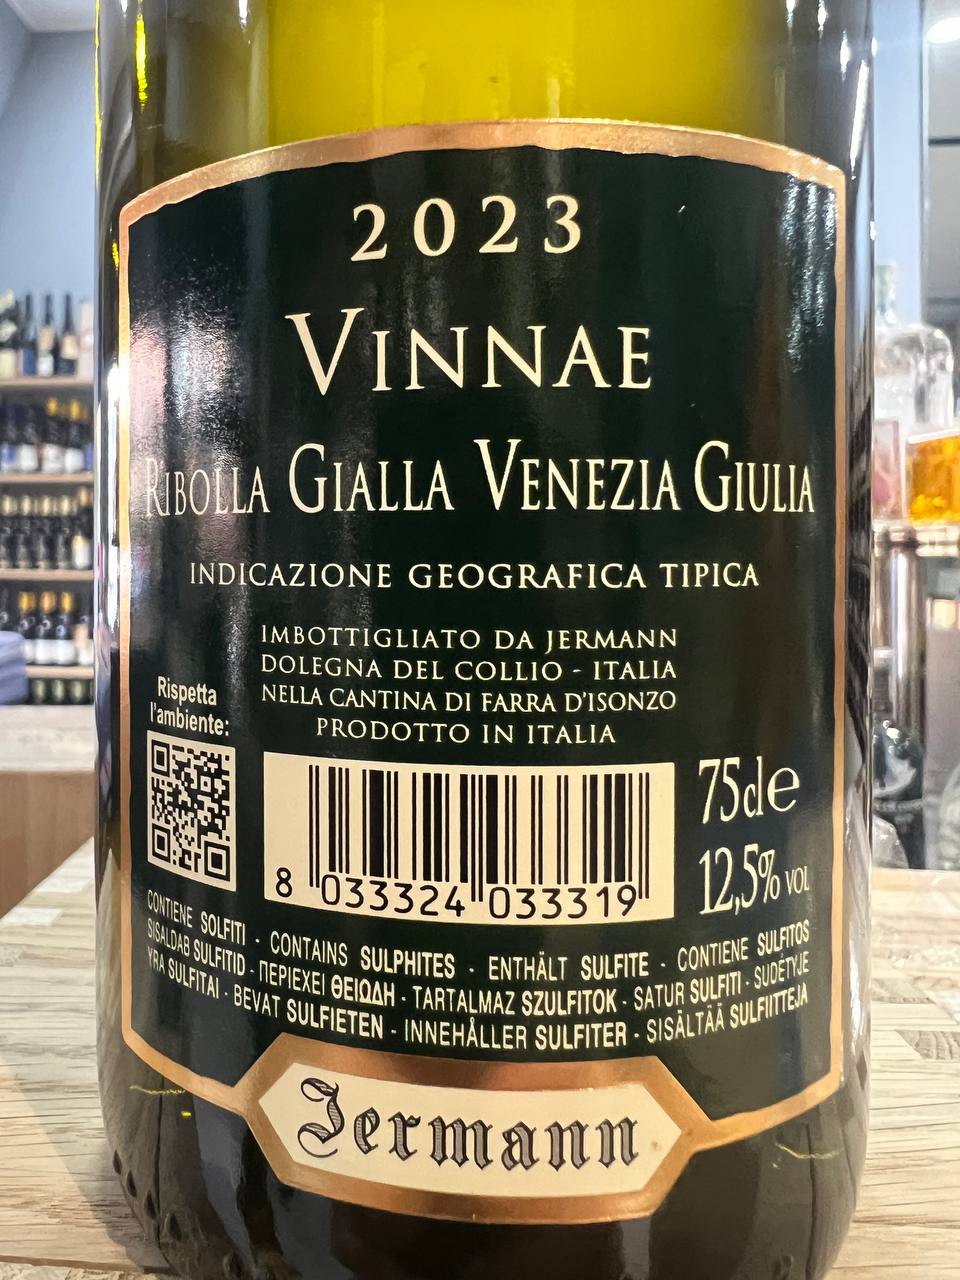 2023
VINNAE
RIBOLLA GIALLA VENEZIA GIULIA
INDICAZIONE GEOGRAFICA TIPICA
IMBOTTIGLIATO DA JERMANN
DOLEGNA DEL COLLIO - ITALIA
NELLA CANTINA DI FARRA D'ISONZO
PRODOTTO IN ITALIA
Rispetta
l'ambiente:
75cl e
12,5% VOL
8 033324 033319
CONTIENE SOLFITI - CONTAINS SULPHITES - ENTHÄLT SULFITE - CONTIENE SULFITOS
SISALDAB SULFITID - ΠΕΡΙΕΧΕΙ ΘΕΙΩΔΗ - TARTALMAZ SZULFITOK - SATUR SULFITI - SUDĖTYJE
YRA SULFITAI - BEVAT SULFIETEN - INNEHÅLLER SULFITER - SISÄLTÄÄ SULFIITTEJA
Jermann